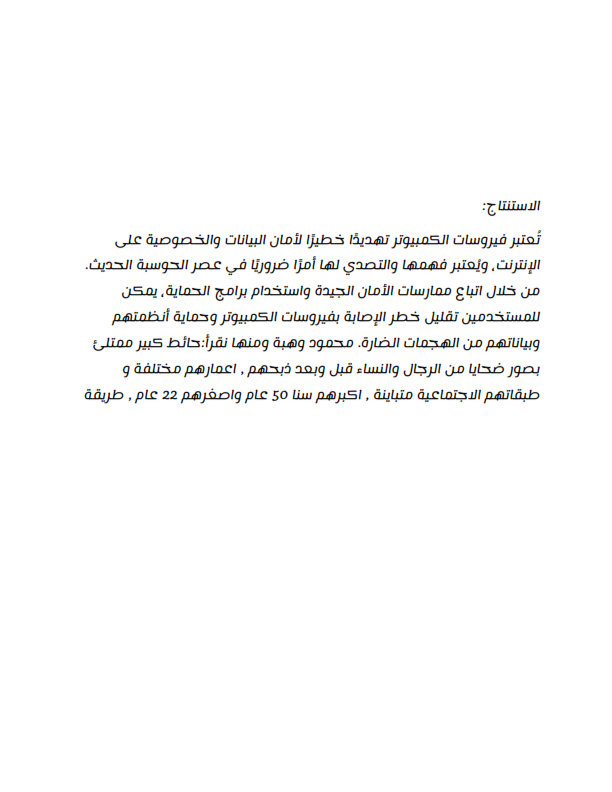 الاستنتاج:
تُعتبر فيروسات الكمبيوتر تهديدًا خطيرًا لأمان البيانات والخصوصية على
الإنترنت، ويُعتبر فهمها والتصدي لها أمرًا ضروريًا في عصر الحوسبة الحديث.
من خلال اتباع ممارسات الأمان الجيدة واستخدام برامج الحماية، يمكن
للمستخدمين تقليل خطر الإصابة بفيروسات الكمبيوتر وحماية أنظمتهم
وبياناتهم من الهجمات الضارة. محمود وهبة ومنها نقرأ:حائط كبير ممتلئ
بصور ضحايا من الرجال والنساء قبل وبعد ذبحهم , اعمارهم مختلفة و
طبقاتهم الاجتماعية متباينة , اكبرهم سنا 50 عام واصغرهم 22 عام , طريقة